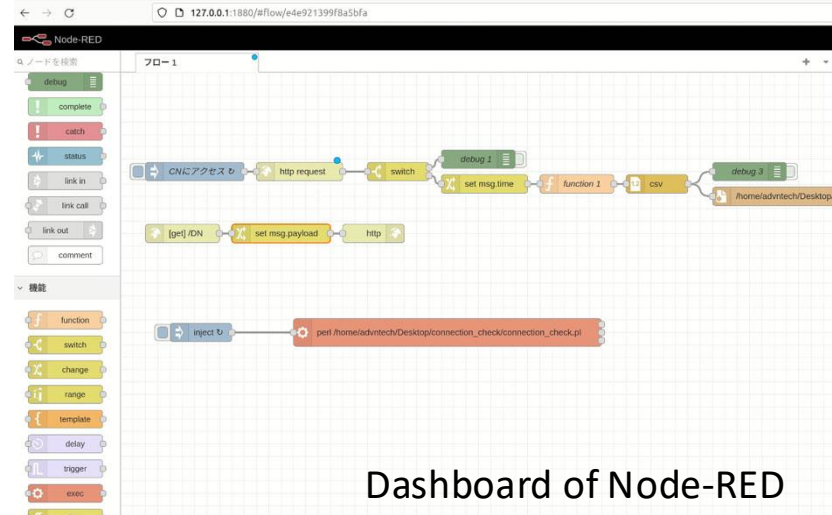 127.0.0.1:1880/#flow/e4e921399f8a5bfa
Node-RED
ノードを検索
フロー 1
debug
complete
catch
status
link in
link call
link out
comment
機能
function
switch
change
range
template
delay
trigger
exec
CNにアクセス ↻
http request
switch
debug 1
set msg.time
function 1
csv
debug 3
/home/advntech/Desktop/
[get] /DN
set msg.payload
http
inject ↻
perl /home/advntech/Desktop/connection_check/connection_check.pl
Dashboard of Node-RED